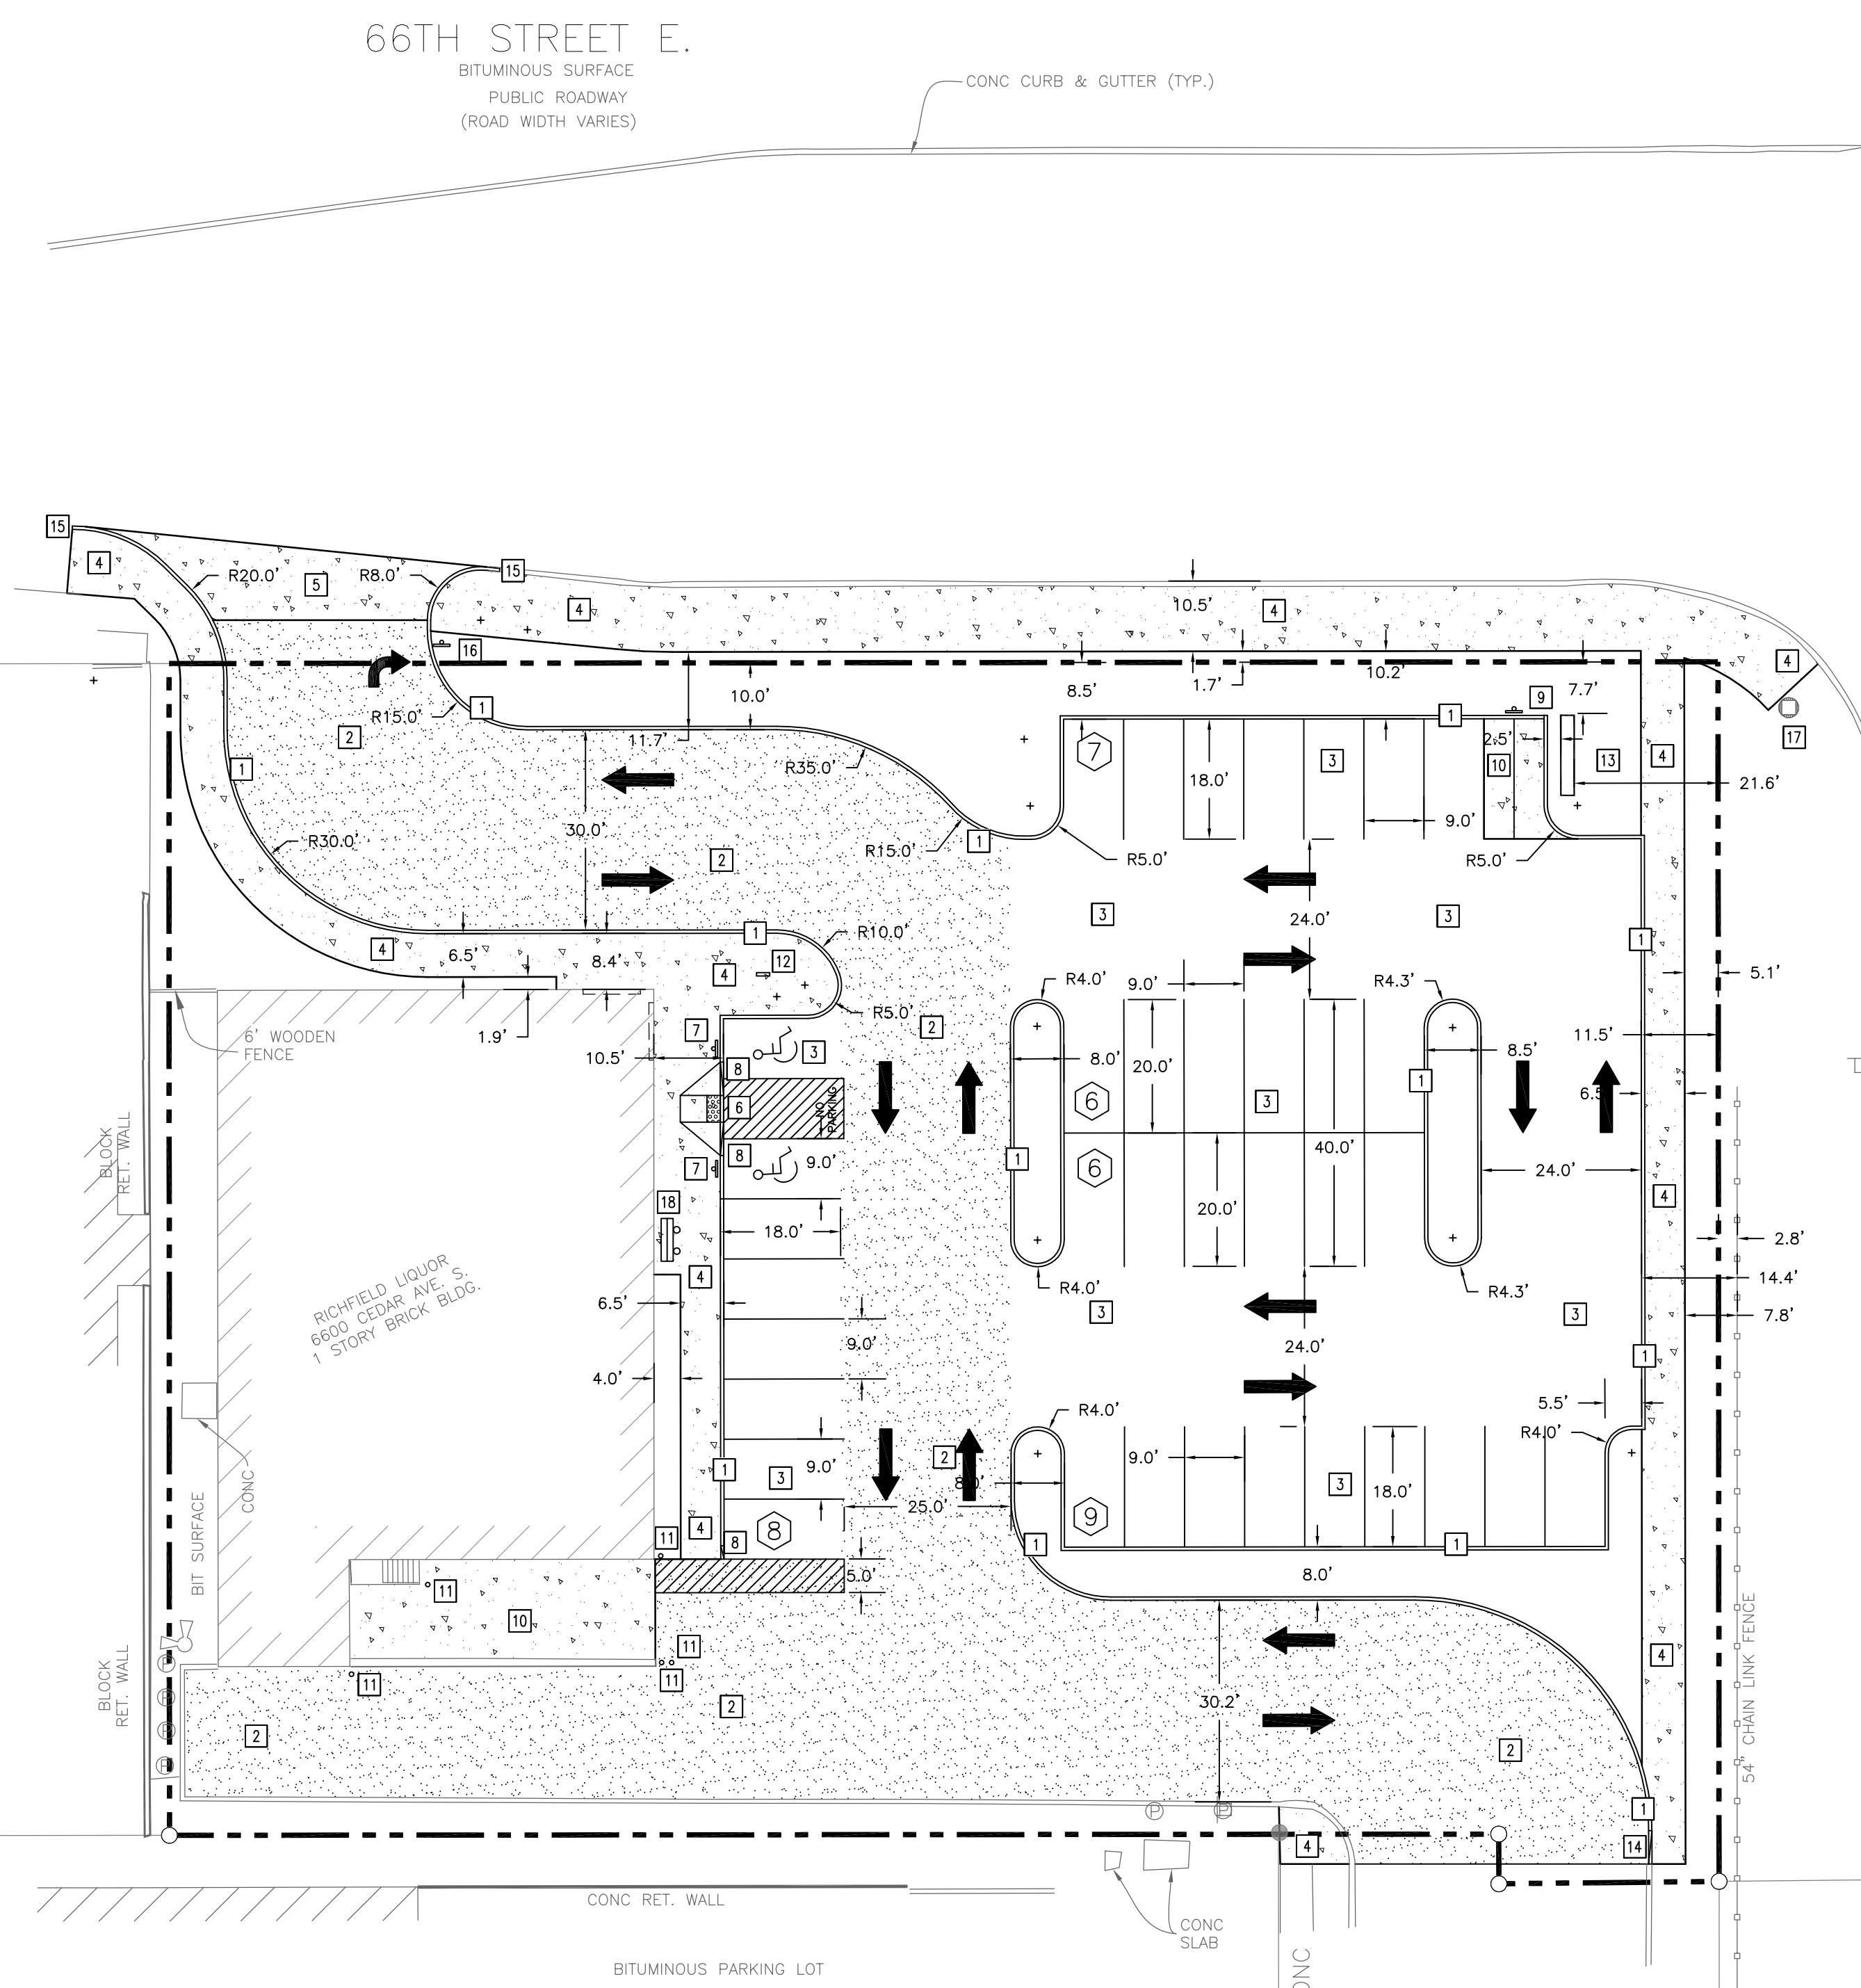 66TH STREET E.
BITUMINOUS SURFACE
PUBLIC ROADWAY
(ROAD WIDTH VARIES)
CONC CURB & GUTTER (TYP.)
15
4
R20.0'
5
R8.0'
15
4
10.5'
4
4
16
10.0'
8.5'
1.7'
10.2'
7.7'
9
17
R15.0'
1
2
11.7'
R35.0'
7
1
2.5'
10
13
4
3
18.0'
21.6'
1
30.0'
R30.0'
2
R15.0'
1
R5.0'
9.0'
R5.0'
3
24.0'
3
1
4
6.5'
8.4'
1
R10.0'
4
12
R5.0'
2
R4.0'
9.0'
R4.3'
5.1'
6' WOODEN
FENCE
1.9'
7
10.5'
3
8
6
NO
PARKING
8
7
9.0'
8.0'
20.0'
6
3
1
8.5'
11.5'
6.5'
BLOCK
RET. WALL
1
6
40.0'
24.0'
4
18
18.0'
20.0'
2.8'
RICHFIELD LIQUOR
6600 CEDAR AVE. S.
1 STORY BRICK BLDG.
4
6.5'
R4.0'
R4.3'
14.4'
3
3
7.8'
9.0'
24.0'
1
4.0'
5.5'
R4.0'
R4.0'
CONC
BIT SURFACE
1
3
9.0'
2
8.0'
9.0'
3
18.0'
25.0'
9
11
4
8
8
1
1
5.0'
8.0'
11
10
11
11
11
BLOCK
RET. WALL
P
P
P
P
2
2
30.2'
2
4
54" CHAIN LINK FENCE
1
P
P
4
14
CONC RET. WALL
CONC
SLAB
BITUMINOUS PARKING LOT